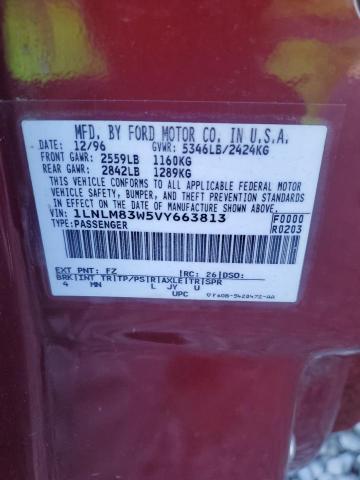 MFD. BY FORD MOTOR CO. IN U.S.A.
DATE: 12/96 GVWR: 5346LB/2424KG
FRONT GAWR: 2559LB 1160KG
REAR GAWR: 2842LB 1289KG
THIS VEHICLE CONFORMS TO ALL APPLICABLE FEDERAL MOTOR
VEHICLE SAFETY, BUMPER, AND THEFT PREVENTION STANDARDS
IN EFFECT ON THE DATE OF MANUFACTURE SHOWN ABOVE.
VIN: 1LNLM83W5VY663813 F0000
TYPE: PASSENGER R0203
EXT PNT: FZ RC: 26 DSO:
BRK INT TR TP/PS R AXLE TR SPR
4 MN L JY U
UPC